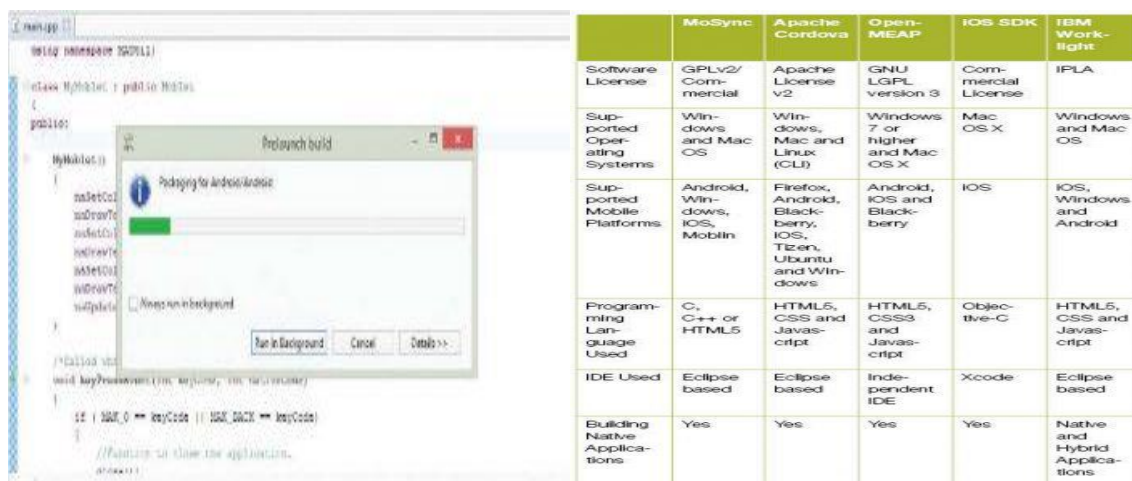 main.cpp
using namespace MAUtil;
class MyMoblet : public Moblet
{
public:
MyMoblet()
{
maSetCol
maDrawTe
maSetCol
maDrawTe
maSetCol
maDrawTe
maUpdate
}
void keyPressEvent(int keyCode, int nativeCode)
{
if ( MAK_0 == keyCode || MAK_BACK == keyCode)
{
//Function to close the application.
Prelaunch build
Packaging for Android/Android
Always run in background
Run in Background Cancel Details >>
MoSync Apache Open- iOS SDK IBM
Cordova MEAP Work-
light
Software GPLv2/ Apache GNU Com- IPLA
License Com- License LGPL mercial
mercial v2 version 3 License
Sup- Win- Win- Windows Mac Windows
ported dows dows, 7 or OS X and Mac
Oper- and Mac Mac and higher OS
ating OS Linux and Mac
Systems (CLI) OS X
Sup- Android, Firefox, Android, iOS iOS,
ported Win- Android, iOS and Windows
Mobile dows, Black- Black- and
Platforms iOS, berry, berry Android
Moblin iOS,
Tizen,
Ubuntu
and Win-
dows
Program- C, HTML5, HTML5, Objec- HTML5,
ming C++ or CSS and CSS3 tive-C CSS and
Lan- HTML5 Javas- and Javas-
guage cript Javas- cript
Used cript
IDE Used Eclipse Eclipse Inde- Xcode Eclipse
based based pendent based
IDE
Building Yes Yes Yes Yes Native
Native and
Applica- Hybrid
tions Applica-
tions